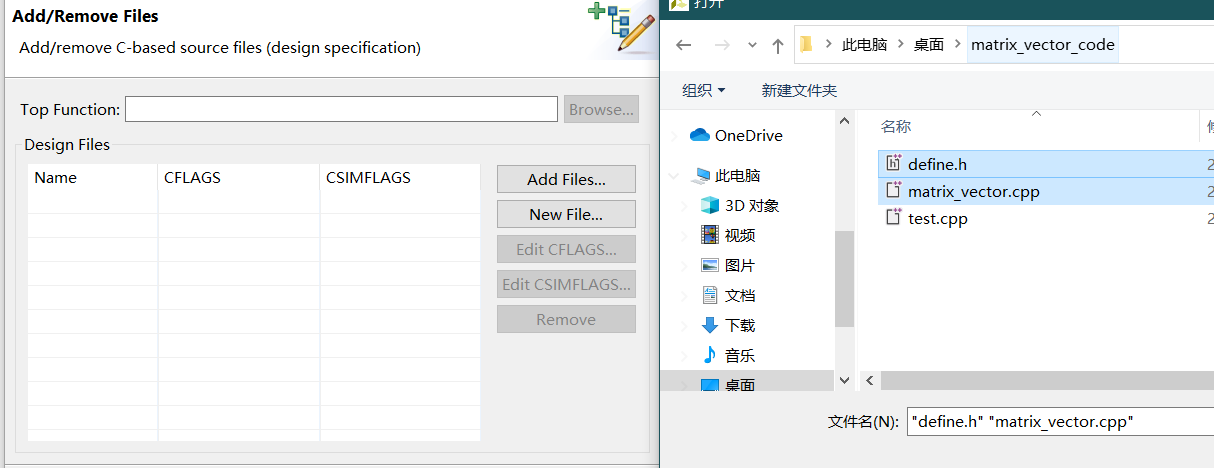 Add/Remove Files
Add/remove C-based source files (design specification)
Top Function:
Browse...
Design Files
Name CFLAGS CSIMFLAGS
Add Files...
New File...
Edit CFLAGS...
Edit CSIMFLAGS...
Remove
打开
此电脑 桌面 matrix_vector_code
组织 新建文件夹
OneDrive
此电脑
3D 对象
视频
图片
文档
下载
音乐
桌面
名称
define.h
matrix_vector.cpp
test.cpp
文件名(N): "define.h" "matrix_vector.cpp"